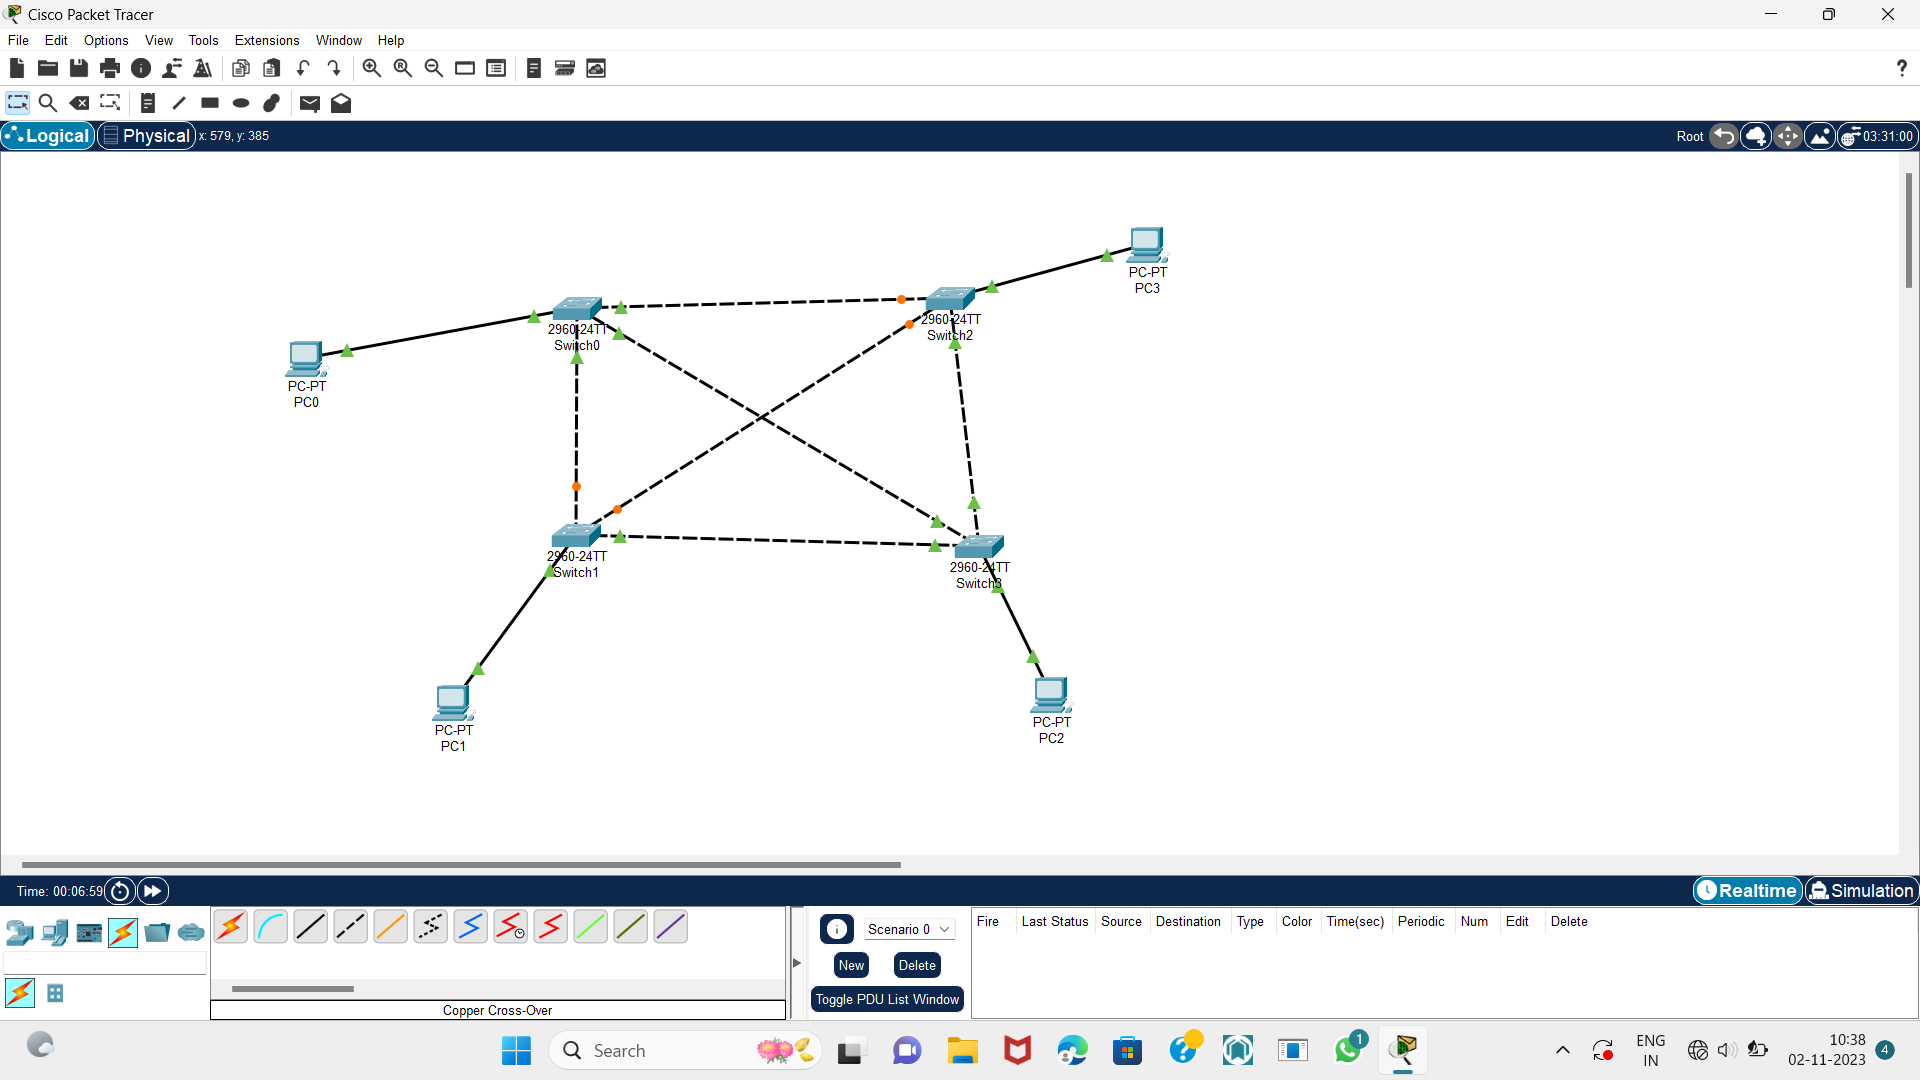 Cisco Packet Tracer
File Edit Options View Tools Extensions Window Help
Logical Physical x: 579, y: 385 Root 03:31:00
PC-PT
PC3
2960-24TT
Switch2
2960-24TT
Switch0
PC-PT
PC0
2960-24TT
Switch1
2960-24TT
Switch3
PC-PT
PC2
PC-PT
PC1
Time: 00:06:59 Realtime Simulation
Scenario 0
New Delete
Toggle PDU List Window
Fire Last Status Source Destination Type Color Time(sec) Periodic Num Edit Delete
Copper Cross-Over
Search
1
ENG
IN
10:38
02-11-2023
4